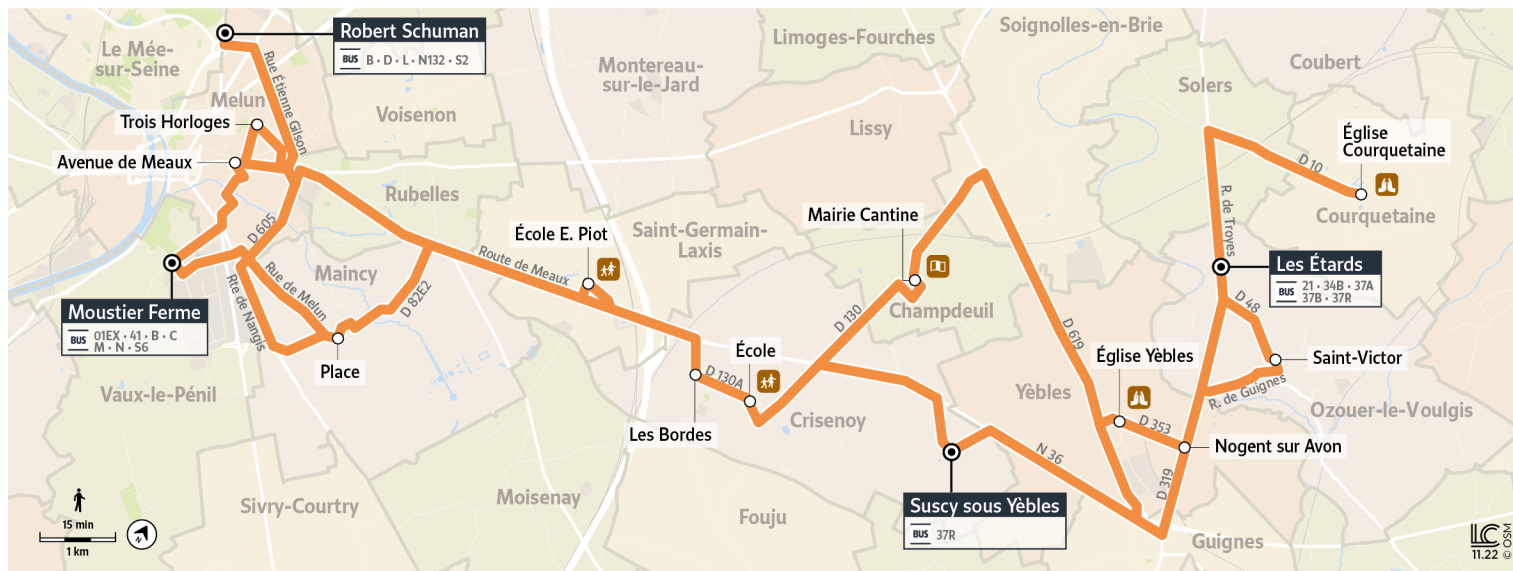 Robert Schuman
BUS B • D • L • N132 • S2
Le Mée-
sur-Seine
Rue Étienne Gilson
Melun
Voisenon
Trois Horloges
Avenue de Meaux
Rubelles
Montereau-
sur-le-Jard
Limoges-Fourches
Soignolles-en-Brie
Lissy
Solers
Coubert
Église
Courquetaine
D 10
Courquetaine
R. de Troyes
D 605
Moustier Ferme
BUS 01EX • 41 • B • C
M • N • S6
Rue de Melun
Rte de Nangis
Maincy
D 82E2
Place
Vaux-le-Pénil
École E. Piot
Route de Meaux
Saint-Germain-
Laxis
Mairie Cantine
Champdeuil
D 130
École
D 130A
Les Bordes
Crisenoy
D 619
Les Étards
BUS 21 • 34B • 37A
37B • 37R
D 48
Saint-Victor
R. de Guignes
Ozouer-le-Voulgis
Église Yèbles
Yèbles
D 353
Nogent sur Avon
N 36
D 319
Suscy sous Yèbles
BUS 37R
Guignes
Sivry-Courtry
Moisenay
Fouju
15 min
1 km
N
LC
11.22
© OSM